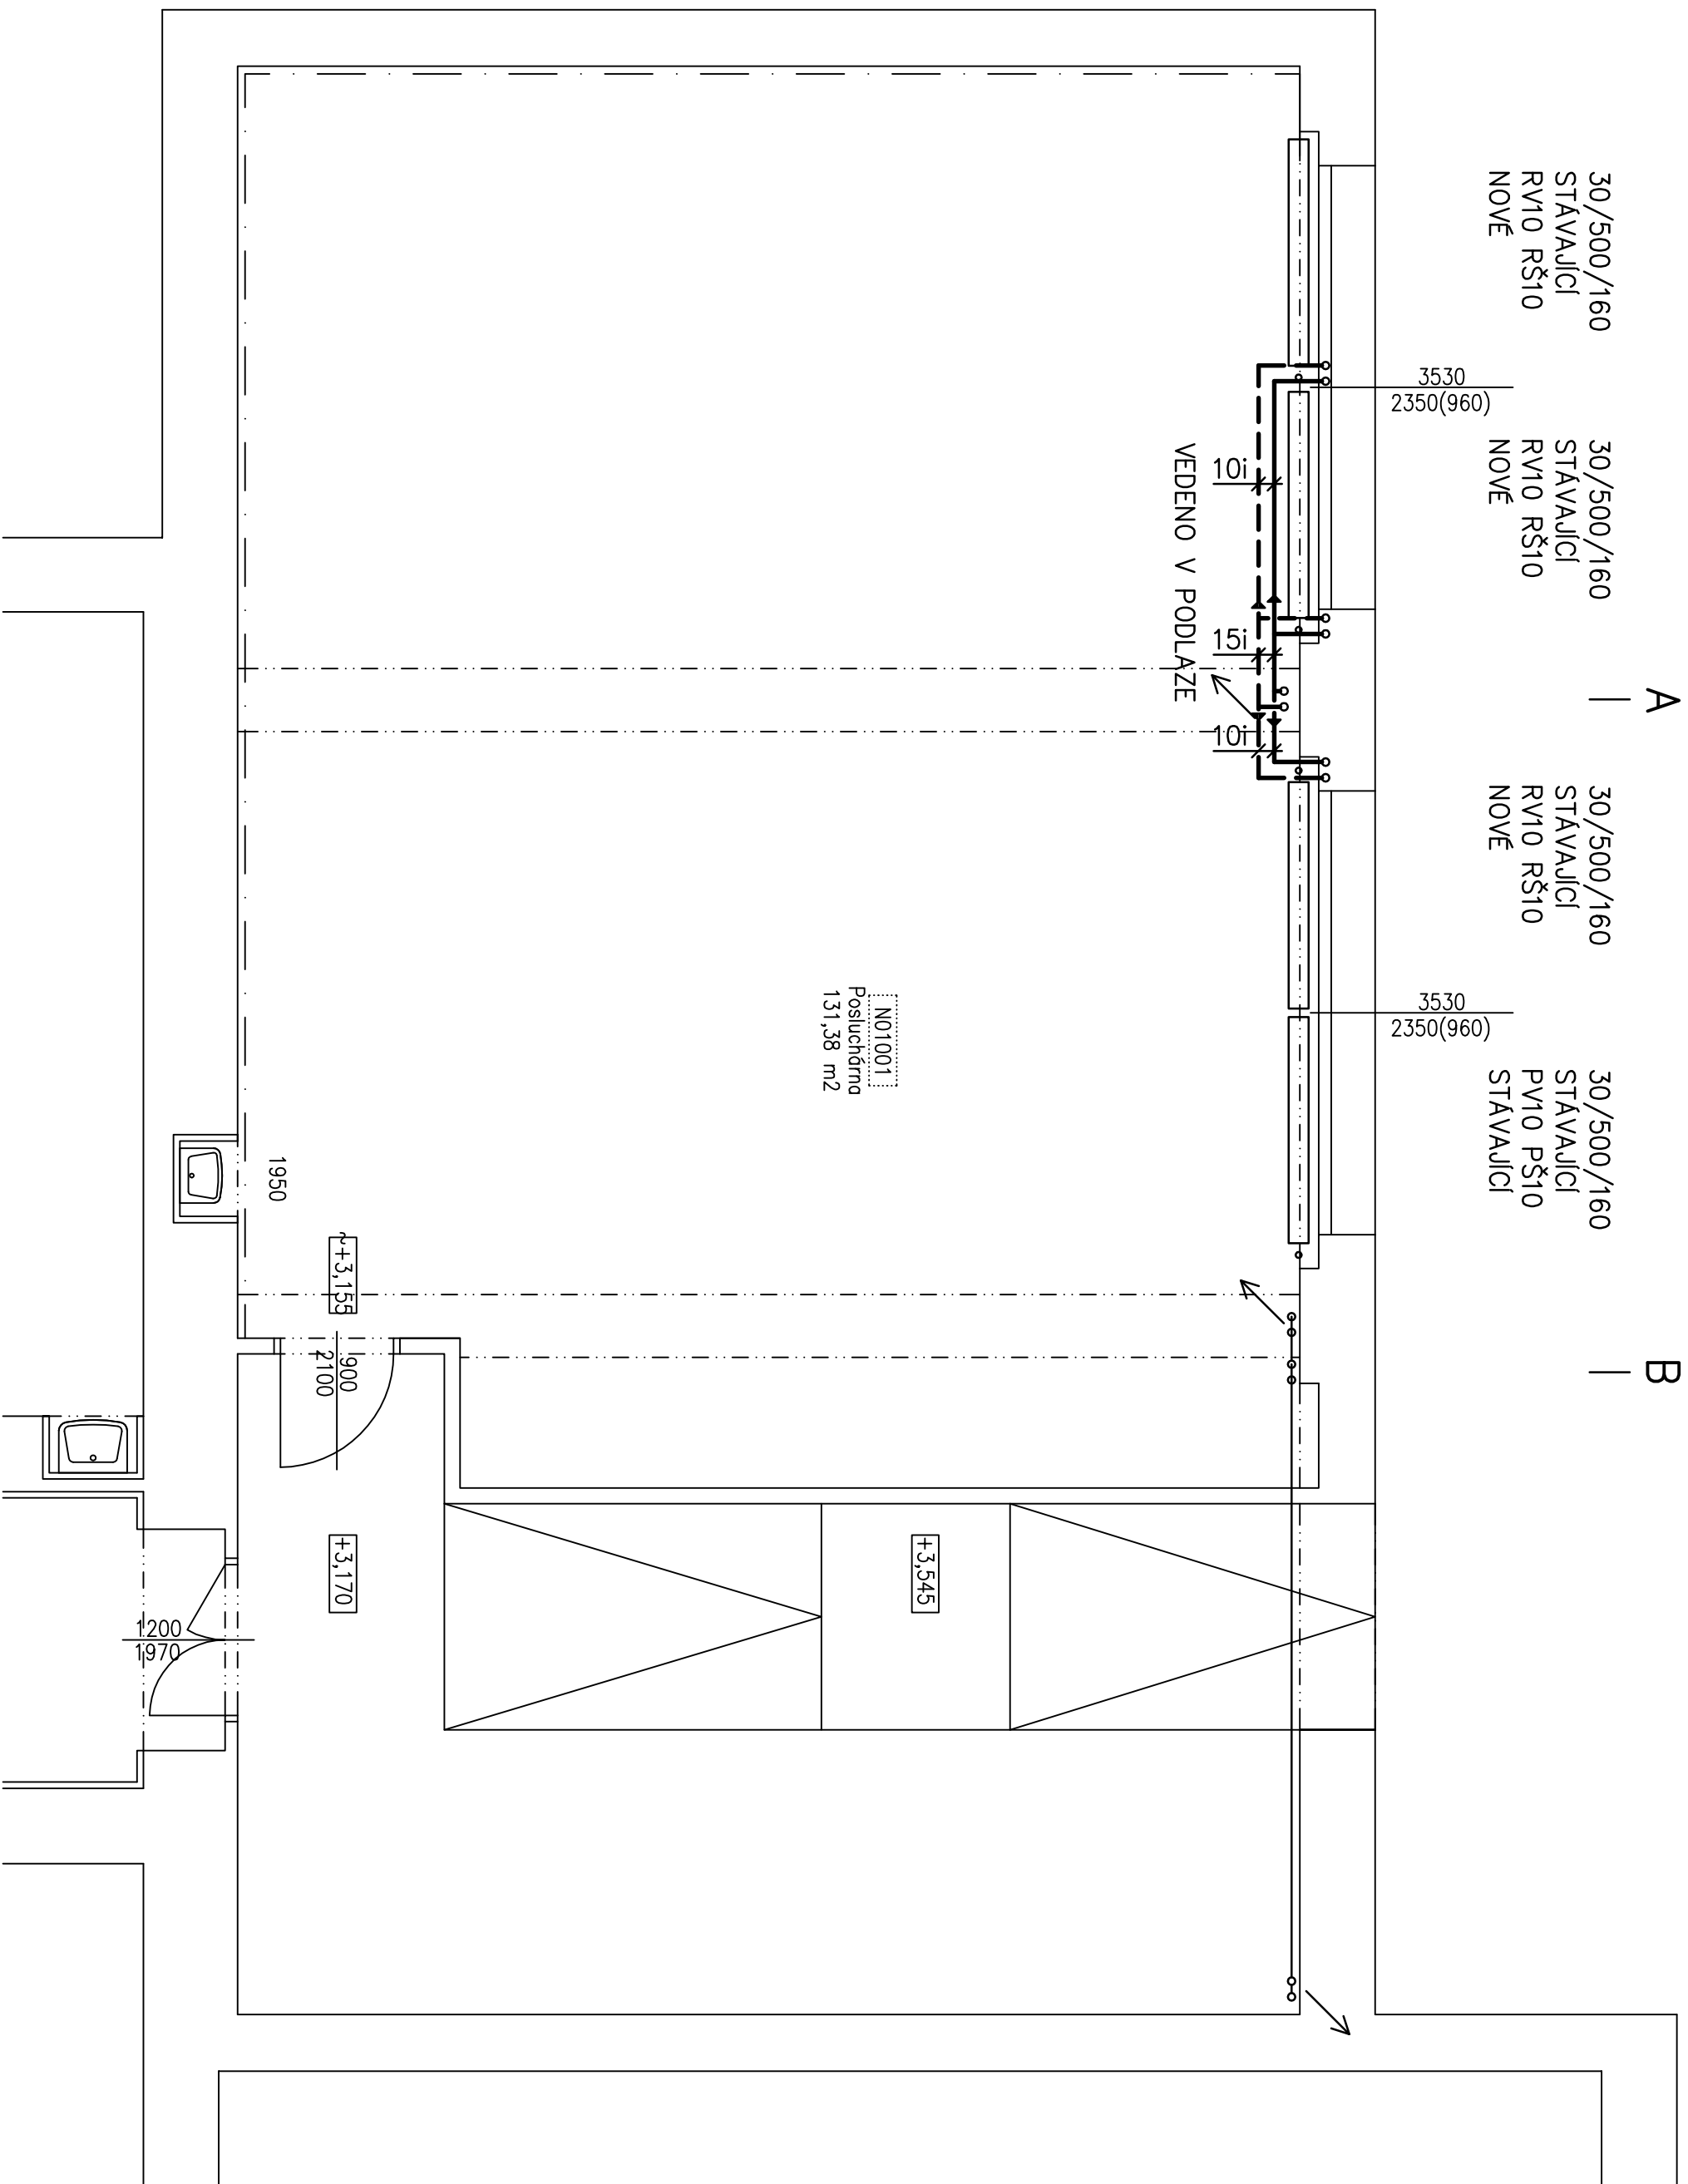 30/500/160
STÁVAJÍCÍ
RV10 RŠ10
NOVÉ
30/500/160
STÁVAJÍCÍ
RV10 RŠ10
NOVÉ
30/500/160
STÁVAJÍCÍ
RV10 RŠ10
NOVÉ
30/500/160
STÁVAJÍCÍ
PV10 PŠ10
STÁVAJÍCÍ
A
B
3530
2350(960)
3530
2350(960)
10i
15i
10i
VEDENO V PODLAZE
N01001
Posluchárna
131,38 m2
1950
~+3,155
900
2100
+3,170
+3,545
1200
1970